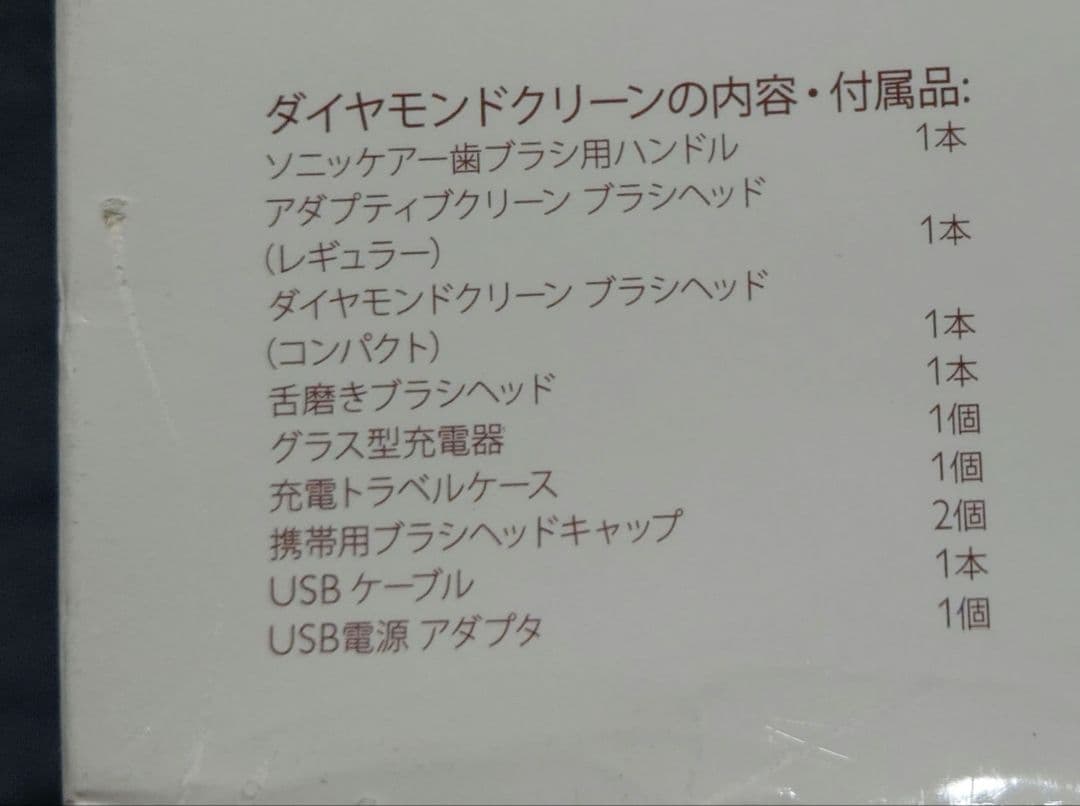 ダイヤモンドクリーンの内容・付属品:
ソニッケアー歯ブラシ用ハンドル 1本
アダプティブクリーン ブラシヘッド
(レギュラー) 1本
ダイヤモンドクリーン ブラシヘッド
(コンパクト) 1本
舌磨きブラシヘッド 1本
グラス型充電器 1個
充電トラベルケース 1個
携帯用ブラシヘッドキャップ 2個
USB ケーブル 1本
USB電源 アダプタ 1個